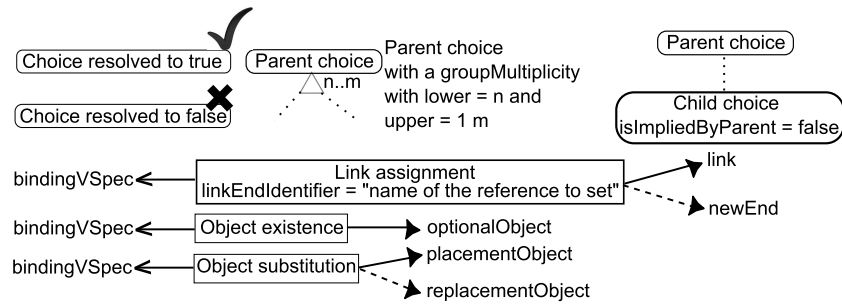 Choice resolved to true
Choice resolved to false
Parent choice
n..m
Parent choice
with a groupMultiplicity
with lower = n and
upper = 1 m
Parent choice
Child choice
isImpliedByParent = false
bindingVSpec
Link assignment
linkEndIdentifier = "name of the reference to set"
link
newEnd
bindingVSpec
Object existence
optionalObject
bindingVSpec
Object substitution
placementObject
replacementObject